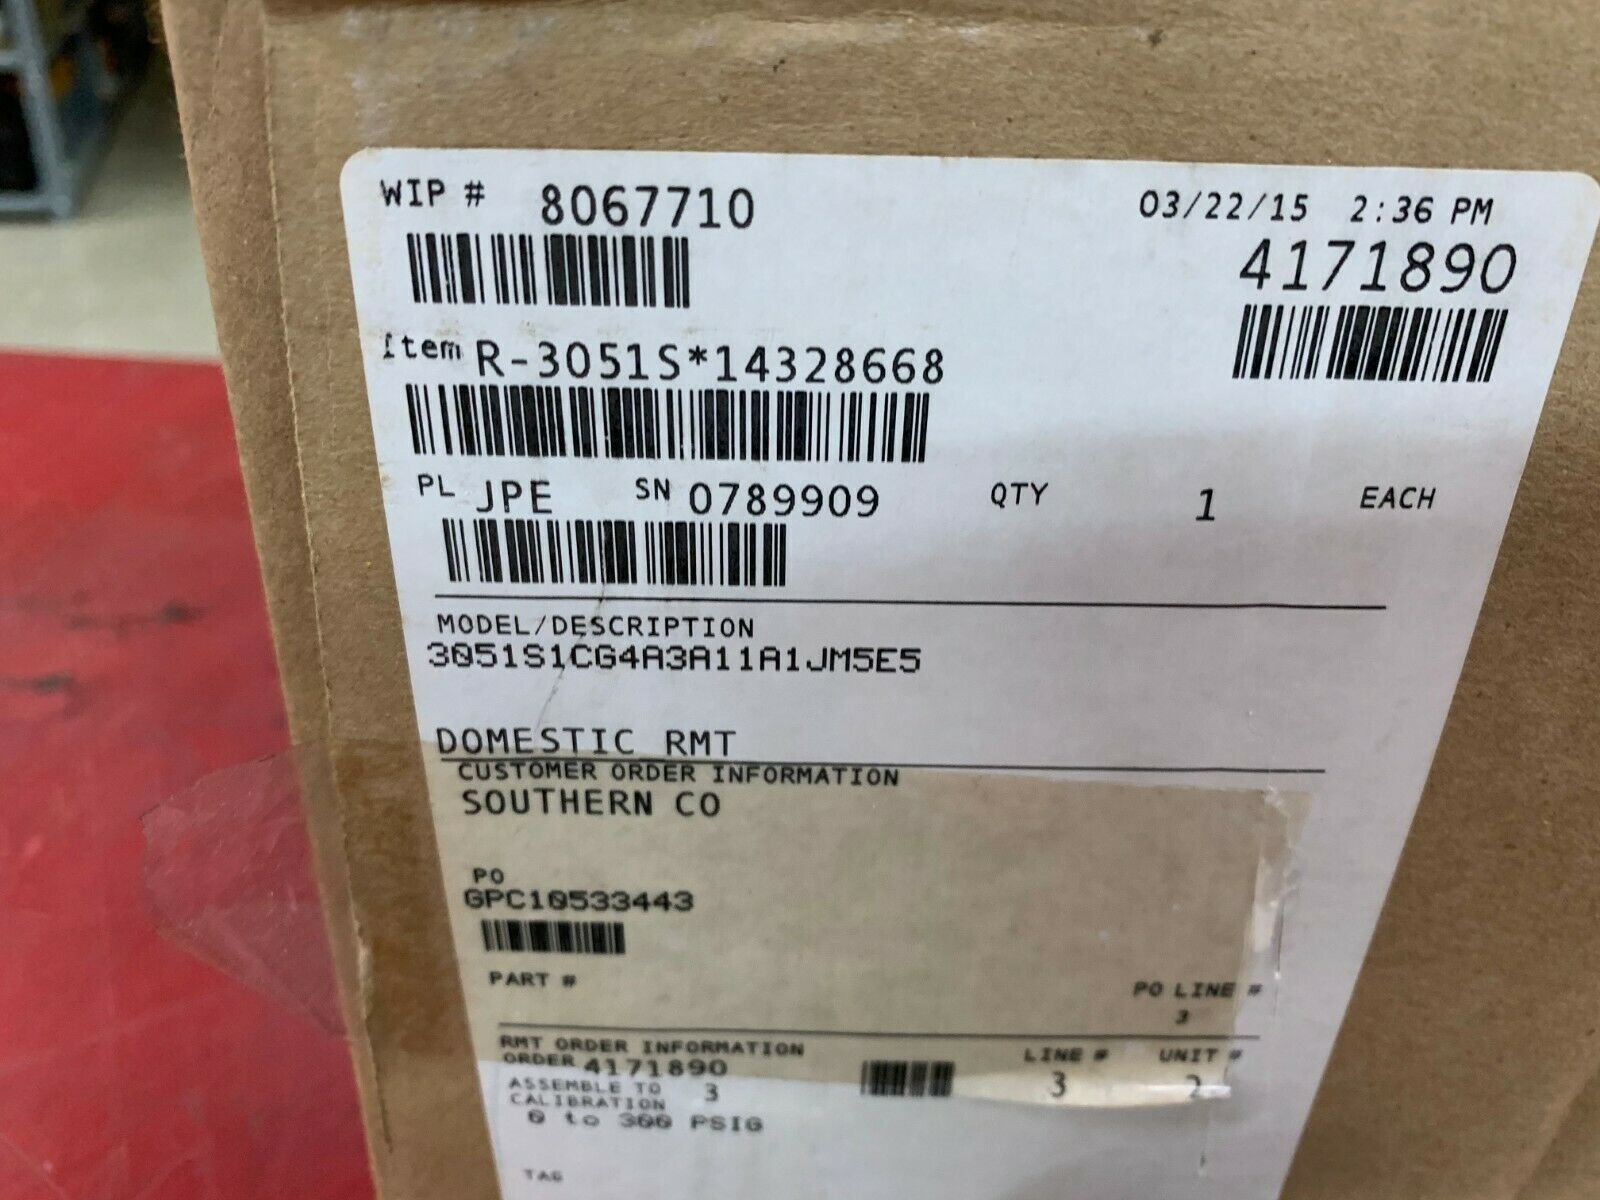 WIP # 8067710
03/22/15 2:36 PM
4171890
Item R-3051S*14328668
PL JPE SN 0789909 QTY 1 EACH
MODEL/DESCRIPTION
3051S1CG4A3A11A1JM5E5
DOMESTIC RMT
CUSTOMER ORDER INFORMATION
SOUTHERN CO
PO
GPC10533443
PART #
PO LINE #
3
RMT ORDER INFORMATION
ORDER 4171890
LINE # UNIT #
3 2
ASSEMBLE TO 3
CALIBRATION
0 to 300 PSIG
TAG